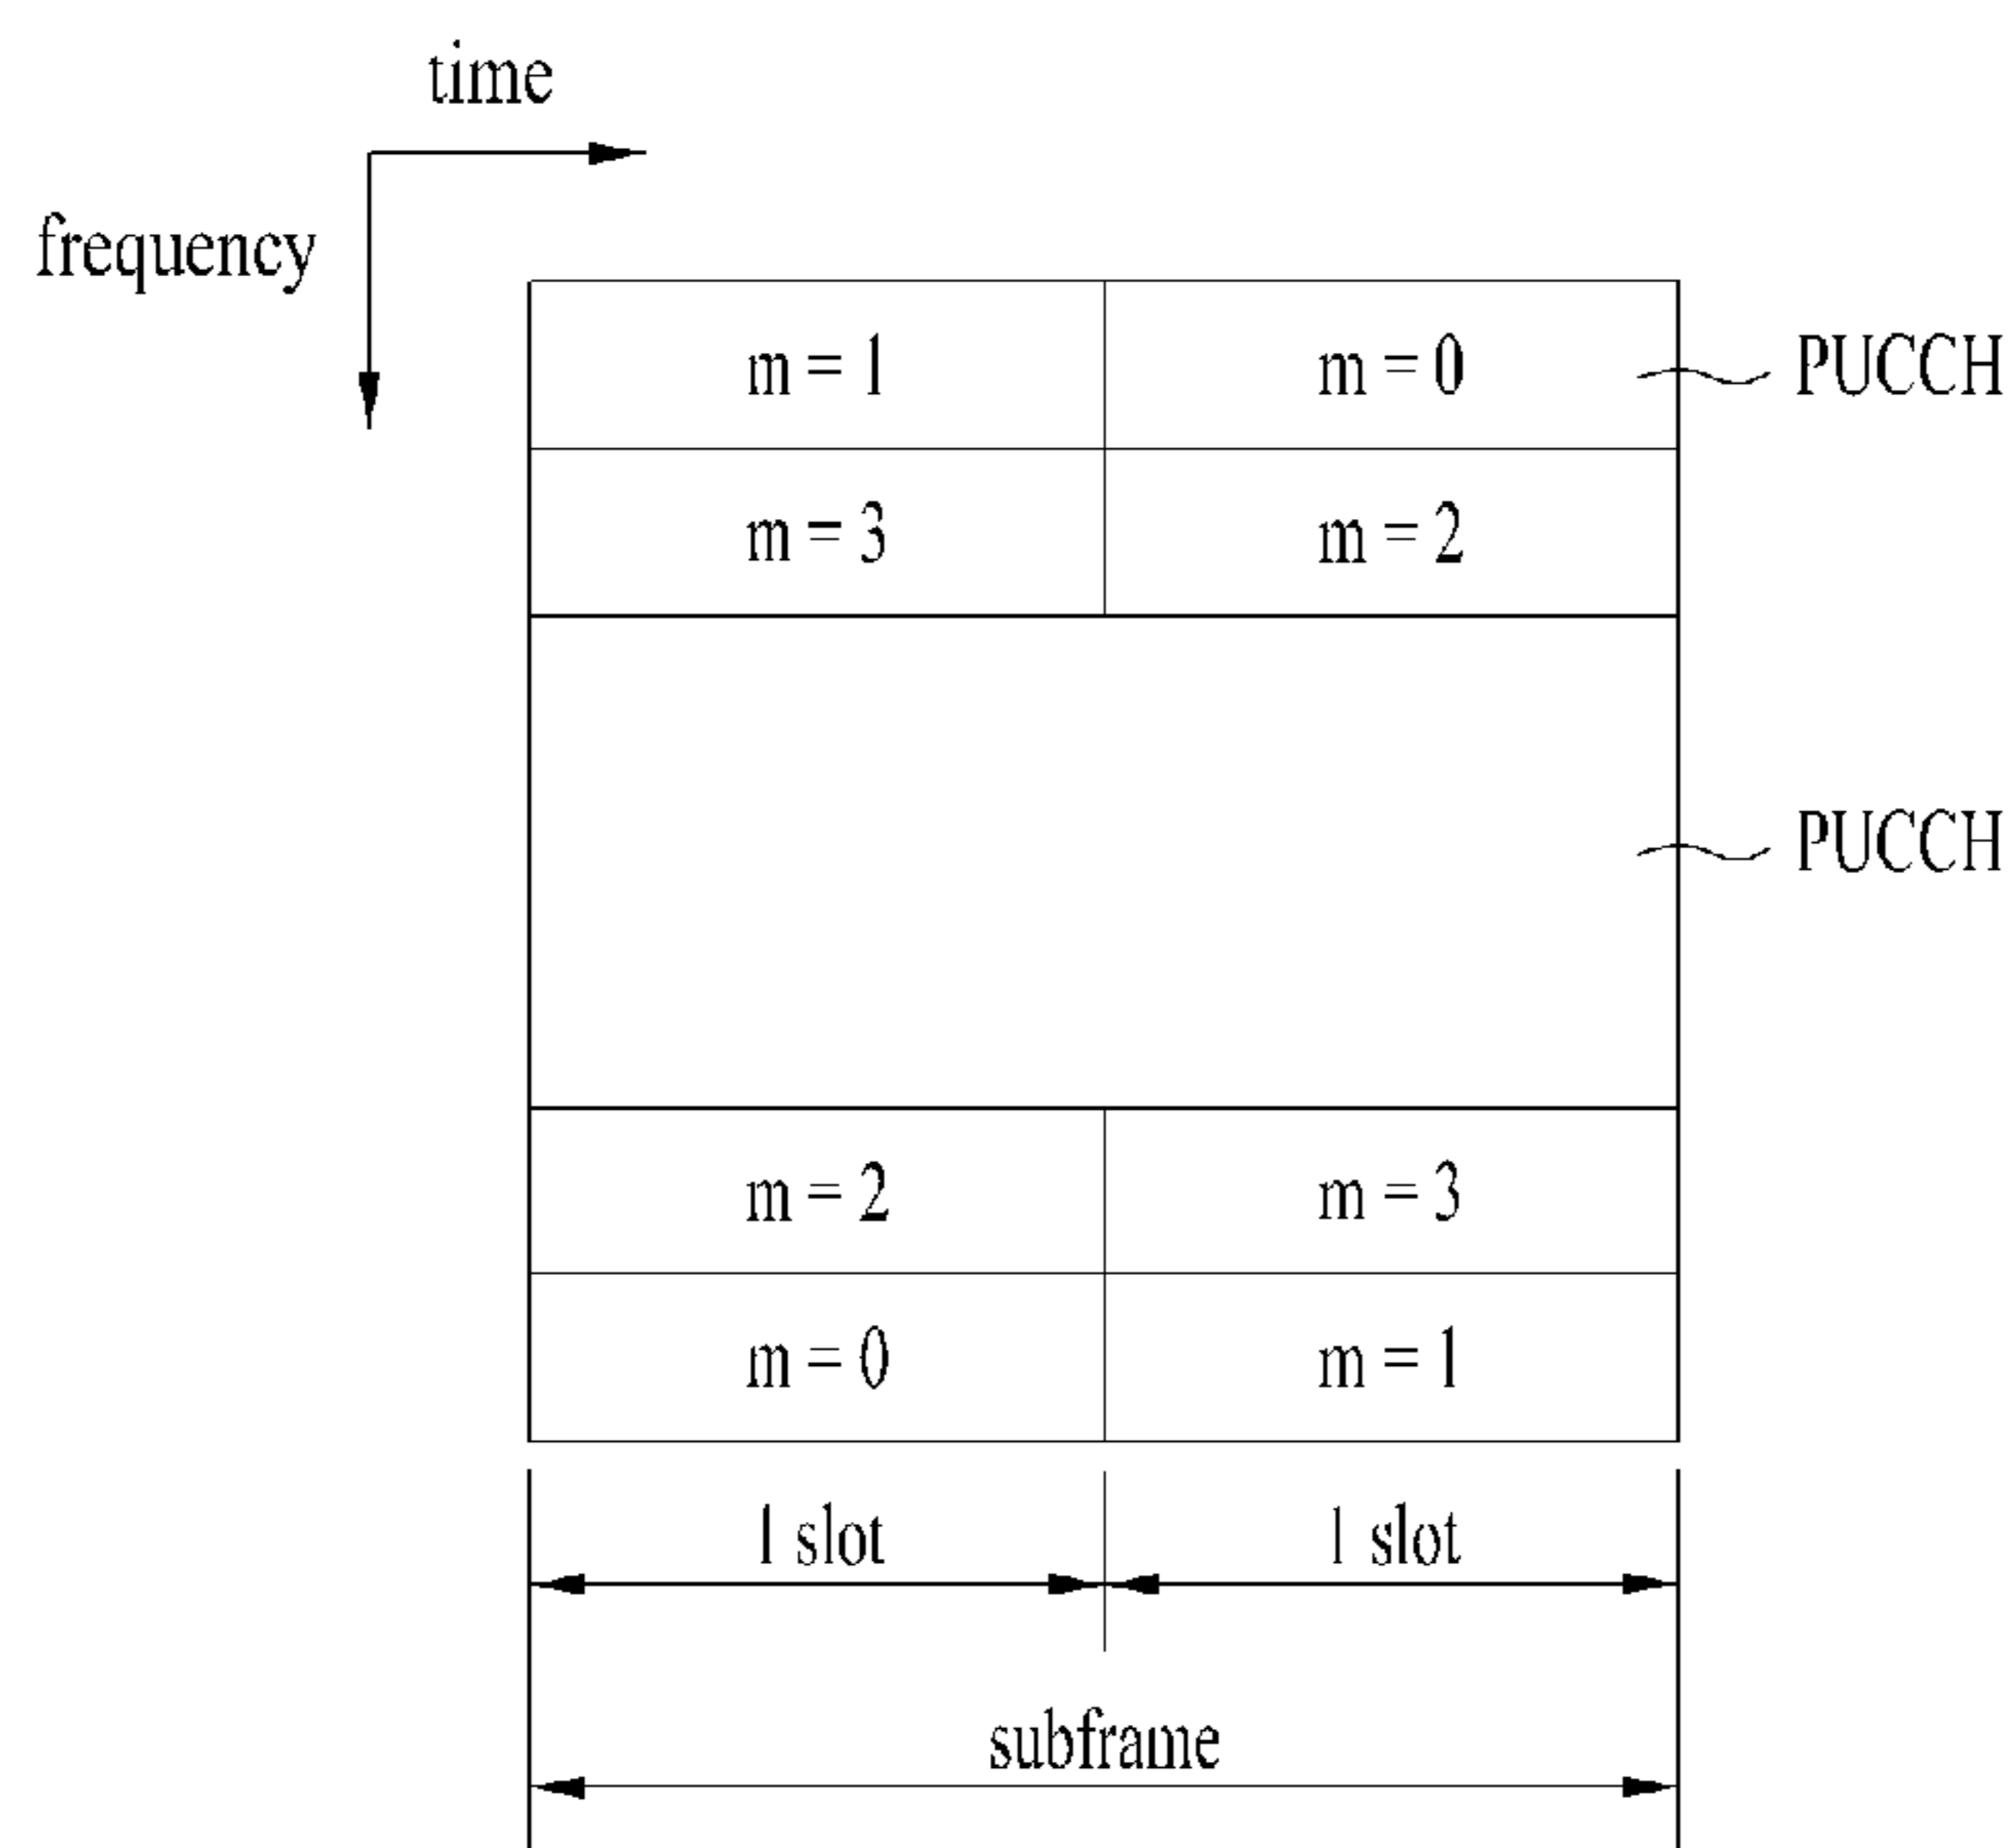 time
frequency
m = 1 m = 0 PUCCH
m = 3 m = 2
PUCCH
m = 2 m = 3
m = 0 m = 1
1 slot 1 slot
subframe